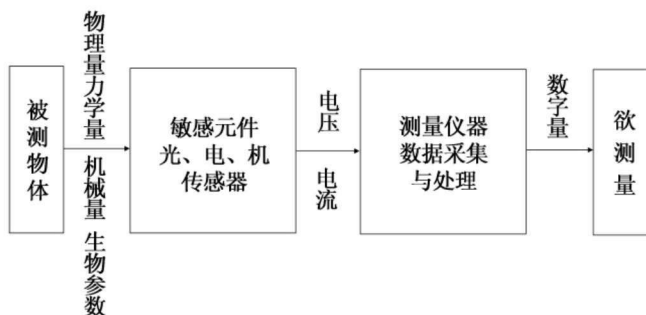 被测物体
物理量力学量
机械量
生物参数
敏感元件
光、电、机
传感器
电压
电流
测量仪器
数据采集
与处理
数字量
欲测量